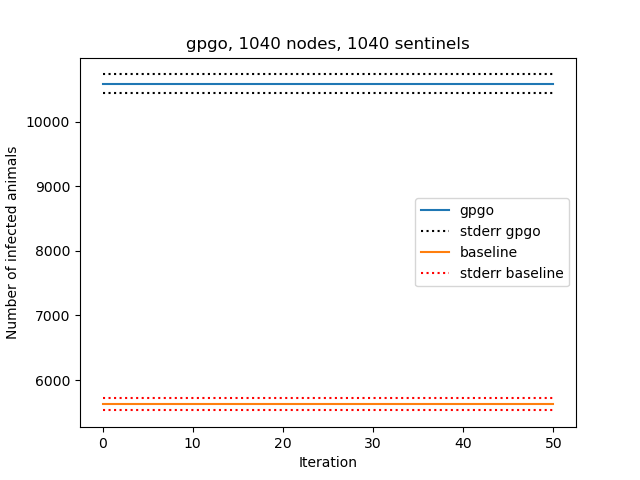 gpgo, 1040 nodes, 1040 sentinels
Number of infected animals
10000
9000
8000
7000
6000
gpgo
stderr gpgo
baseline
stderr baseline
0 10 20 30 40 50
Iteration